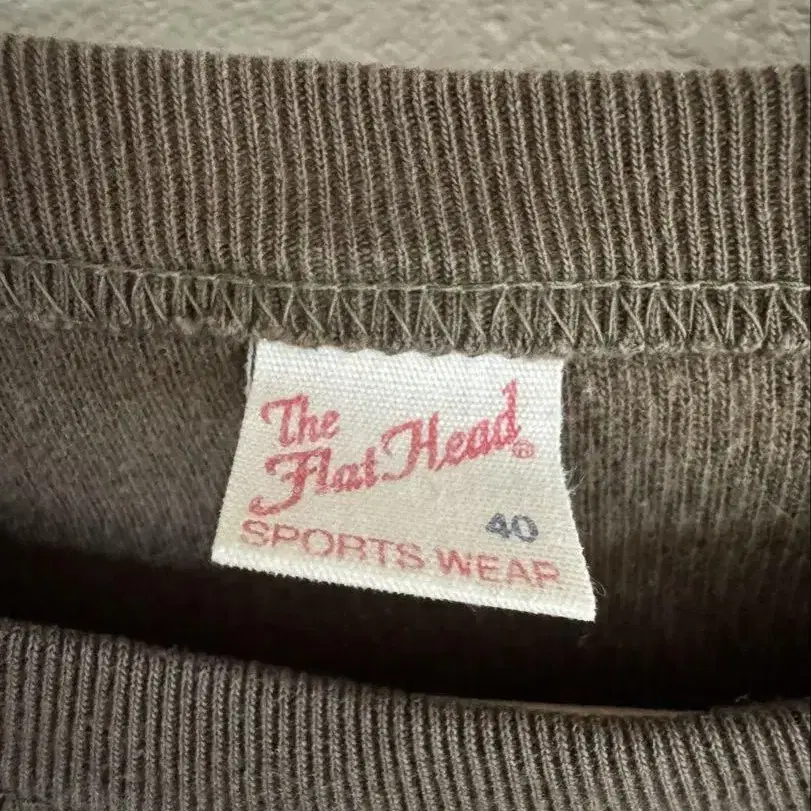 The
Flat Head®
40
SPORTS WEAR